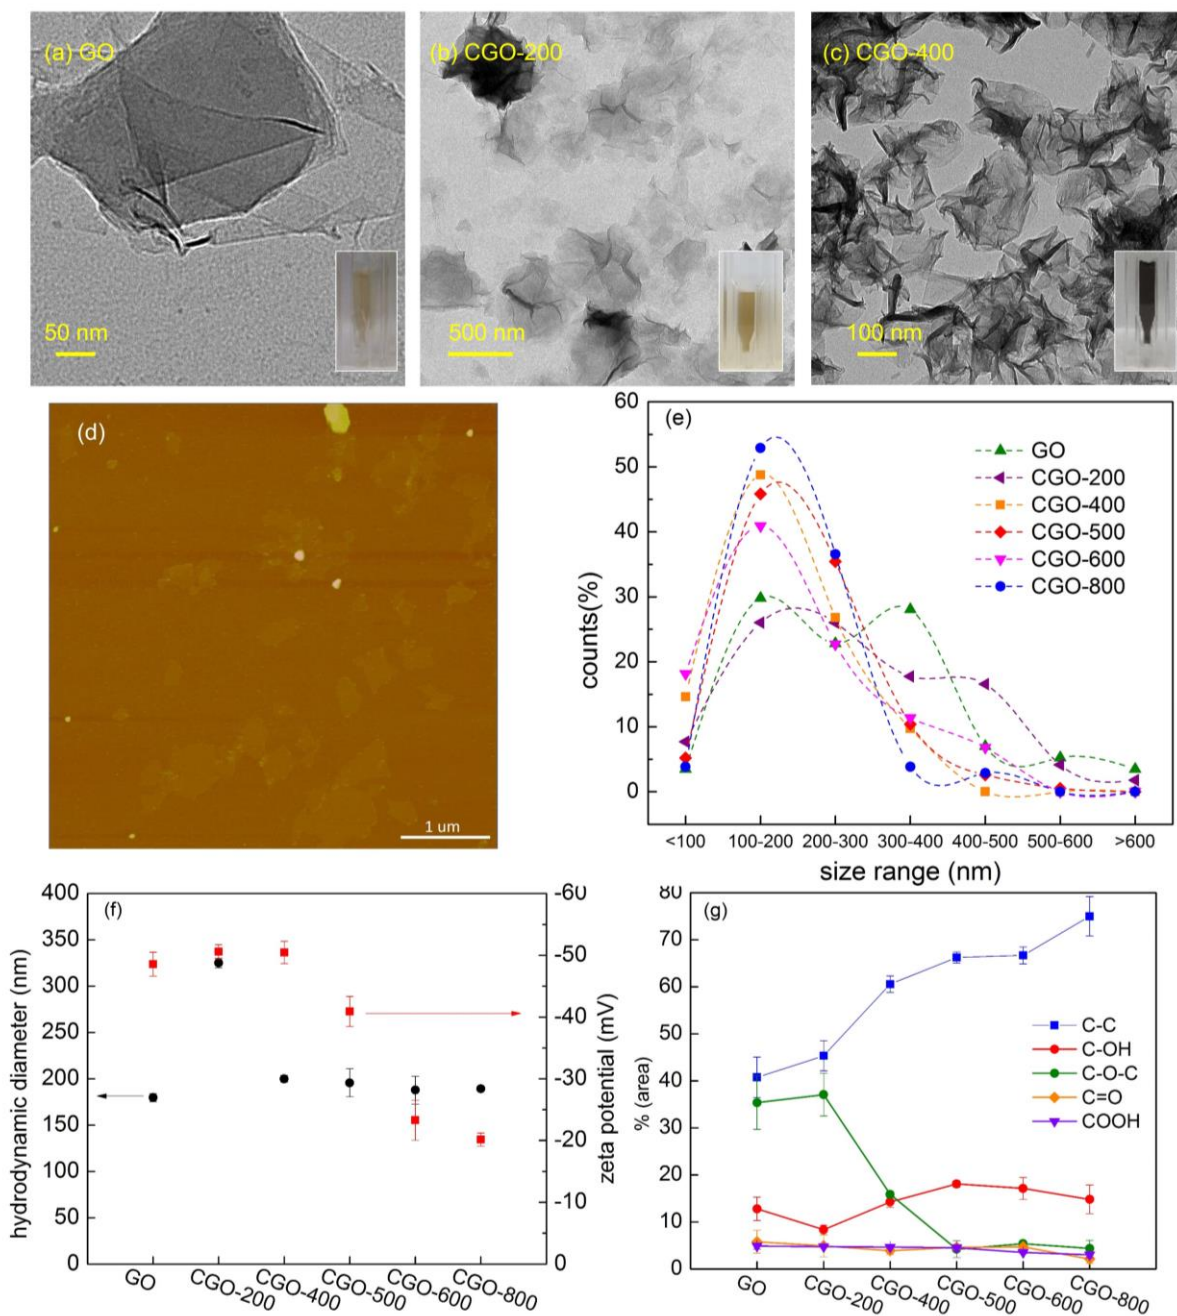 (a) GO
50 nm
(b) CGO-200
500 nm
(c) CGO-400
100 nm
(d)
1 um
(e)
60
50
40
30
20
10
0
counts(%)
GO
CGO-200
CGO-400
CGO-500
CGO-600
CGO-800
<100 100-200 200-300 300-400 400-500 500-600 >600
size range (nm)
(f)
400
350
300
250
200
150
100
50
0
hydrodynamic diameter (nm)
-60
-50
-40
-30
-20
-10
0
zeta potential (mV)
GO CGO-200 CGO-400 CGO-500 CGO-600 CGO-800
(g)
80
70
60
50
40
30
20
10
0
% (area)
C-C
C-OH
C-O-C
C=O
COOH
GO CGO-200 CGO-400 CGO-500 CGO-600 CGO-800